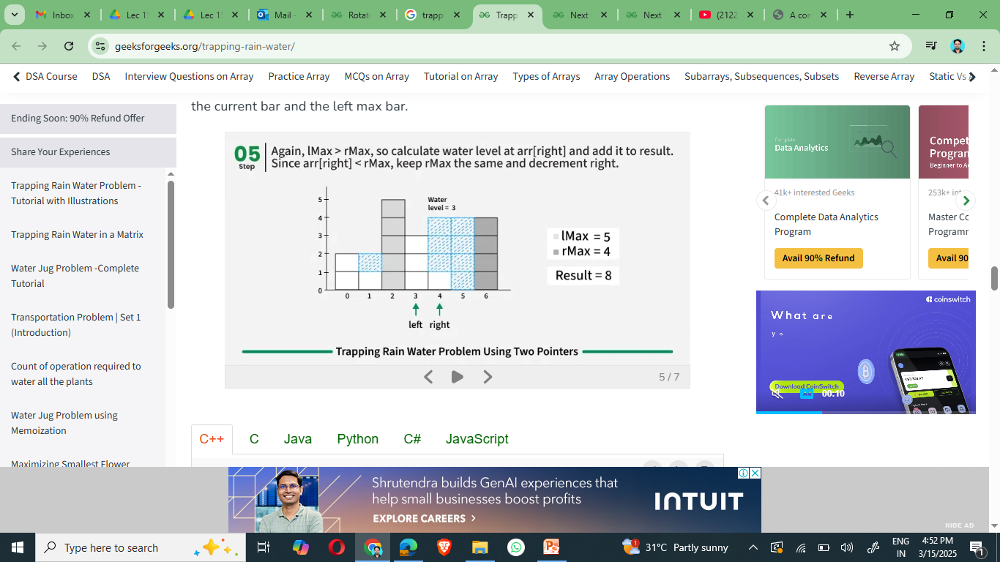 Inbox
Lec 1
Lec 1
Mail -
Rotat
trapp
Trapp
Next
Next
(2122
A con
geeksforgeeks.org/trapping-rain-water/
DSA Course
DSA
Interview Questions on Array
Practice Array
MCQs on Array
Tutorial on Array
Types of Arrays
Array Operations
Subarrays, Subsequences, Subsets
Reverse Array
Static Vs
Ending Soon: 90% Refund Offer
Share Your Experiences
Trapping Rain Water Problem -
Tutorial with Illustrations
Trapping Rain Water in a Matrix
Water Jug Problem -Complete
Tutorial
Transportation Problem | Set 1
(Introduction)
Count of operation required to
water all the plants
Water Jug Problem using
Memoization
Maximizing Smallest Flower
the current bar and the left max bar.
05
Step
Again, lMax > rMax, so calculate water level at arr[right] and add it to result.
Since arr[right] < rMax, keep rMax the same and decrement right.
5
4
3
2
1
0
Water
level = 3
0 1 2 3 4 5 6
left right
lMax = 5
rMax = 4
Result = 8
Trapping Rain Water Problem Using Two Pointers
5 / 7
C++
C
Java
Python
C#
JavaScript
Complete
Data Analytics
41k+ interested Geeks
Complete Data Analytics
Program
Avail 90% Refund
Compet
Program
Beginner to A
253k+ int
Master Co
Programm
Avail 90
coinswitch
What are
y o
Download CoinSwitch
Ad
00:10
Shrutendra builds GenAI experiences that
help small businesses boost profits
EXPLORE CAREERS >
INTUIT
HIDE AD
Type here to search
1
31°C Partly sunny
ENG
IN
4:52 PM
3/15/2025
1